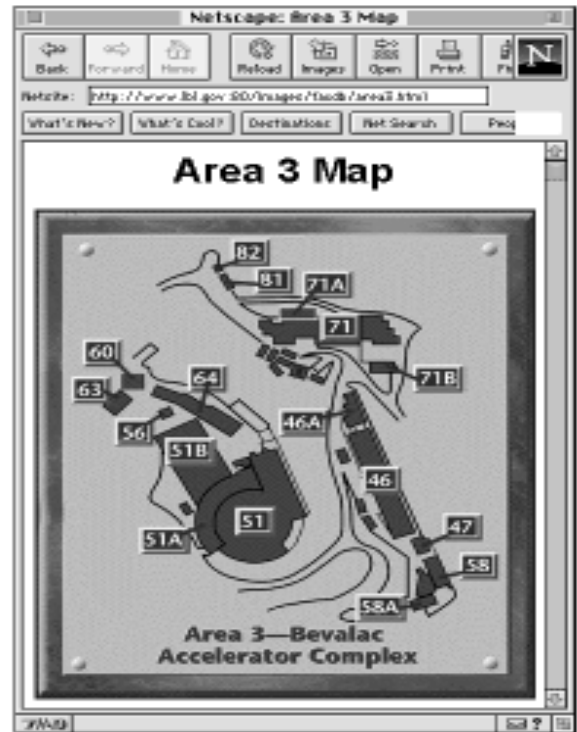 Netscape: Area 3 Map
Back Forward Home Reload Images Open Print
N
Netsite: http://www.lbl.gov:80/Images/fasdb/area3.html
What's New? What's Cool? Destinations Net Search Peop
Area 3 Map
82
81
71A
71
60
64
71B
63
46A
56
51B
46
51
47
51A
58
58A
Area 3—Bevalac
Accelerator Complex
?